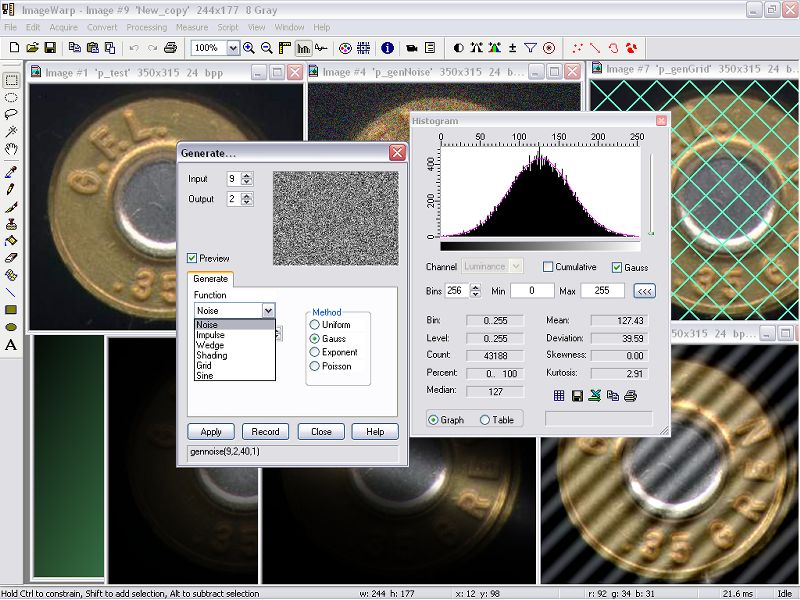 ImageWarp - Image #9 'New_copy' 244x177 8 Gray
File Edit Image Acquire Convert Processing Measure Script View Window Help
100%
Image #1 'p_test' 350x315 24 bpp
Image #4 'p_genNoise' 350x315 24 b...
Image #7 'p_genGrid' 350x315 24 b...
G.F.L.
.35
Generate...
Input 9
Output 2
Preview
Generate
Function
Noise
Noise
Impulse
Wedge
Shading
Grid
Sine
Method
Uniform
Gauss
Exponent
Poisson
Apply Record Close Help
gennoise(9,2,40,1)
Histogram
0 50 100 150 200 250
400
200
0
Channel Luminance Cumulative Gauss
Bins 256 Min 0 Max 255 <<<
Bin: 0..255 Mean: 127.43
Level: 0..255 Deviation: 39.59
Count: 43188 Skewness: 0.00
Percent: 0.. 100 Kurtosis: 2.91
Median: 127
Graph Table
50x315 24 bp...
A
G R
.35 G R N
Hold Ctrl to constrain, Shift to add selection, Alt to subtract selection
w: 244 h: 177
x: 12 y: 98
r: 92 g: 34 b: 31
21.6 ms
Idle